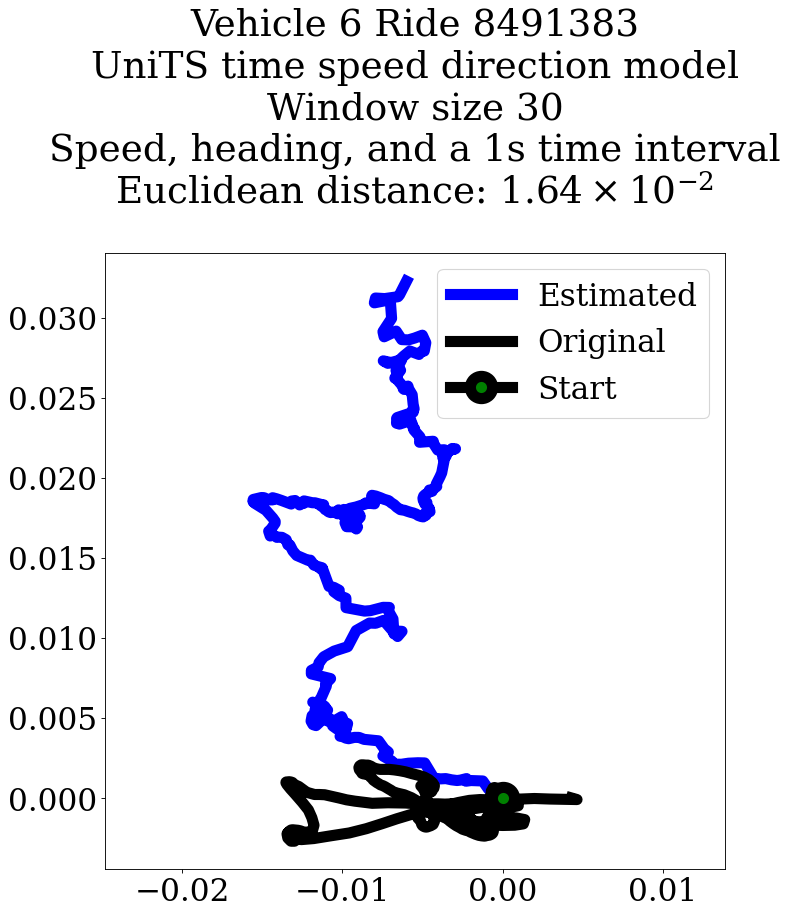 Vehicle 6 Ride 8491383
UniTS time speed direction model
Window size 30
Speed, heading, and a 1s time interval
Euclidean distance: 1.64 × 10⁻²
Estimated
Original
Start
0.030
0.025
0.020
0.015
0.010
0.005
0.000
−0.02
−0.01
0.00
0.01